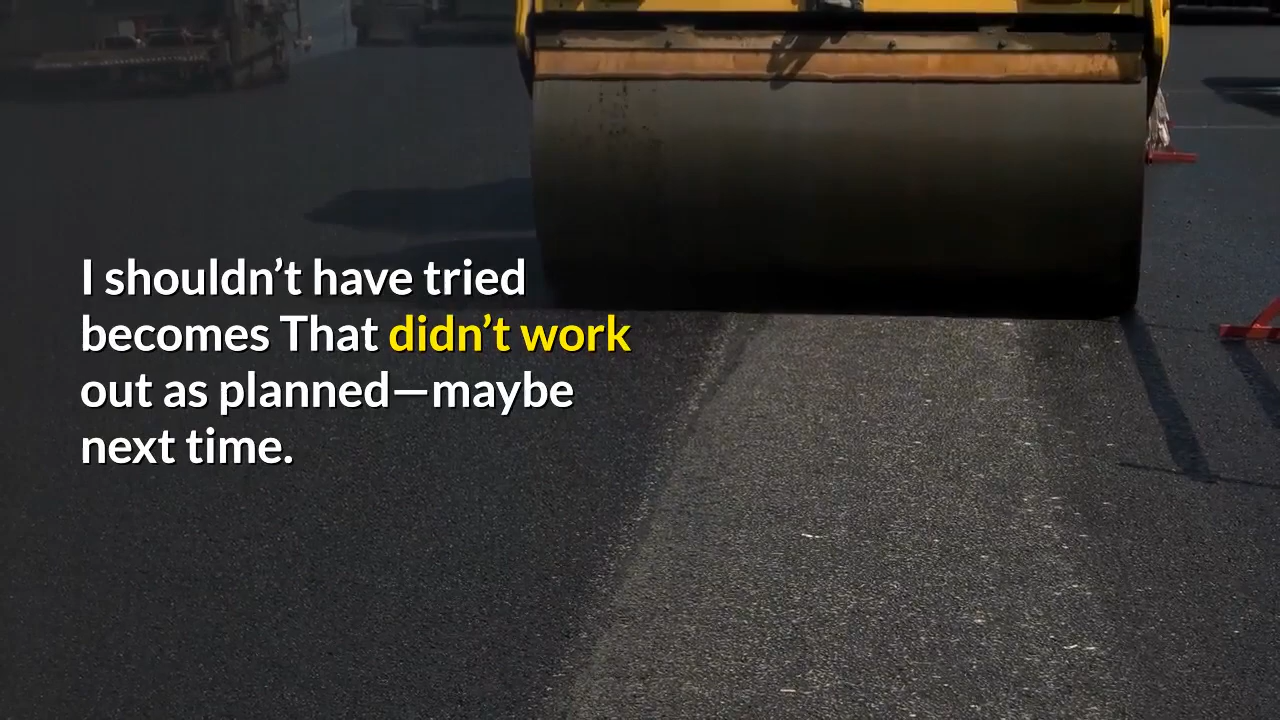 I shouldn’t have tried
becomes That didn’t work
out as planned—maybe
next time.